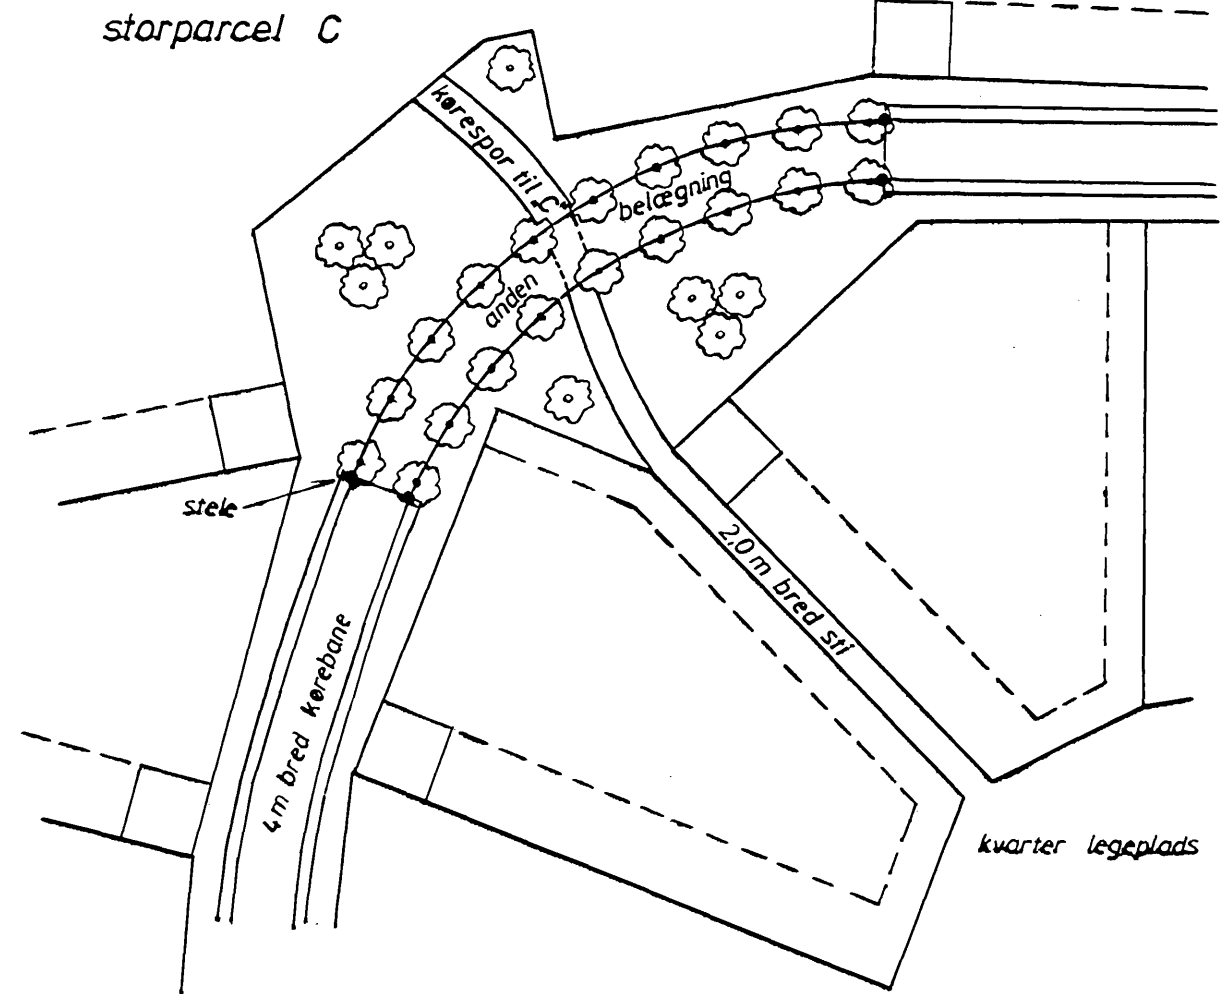 storparcel C
kørespor til "C"
belægning
anden
stele
2,0 m bred sti
4 m bred kørebane
kvarter legeplads